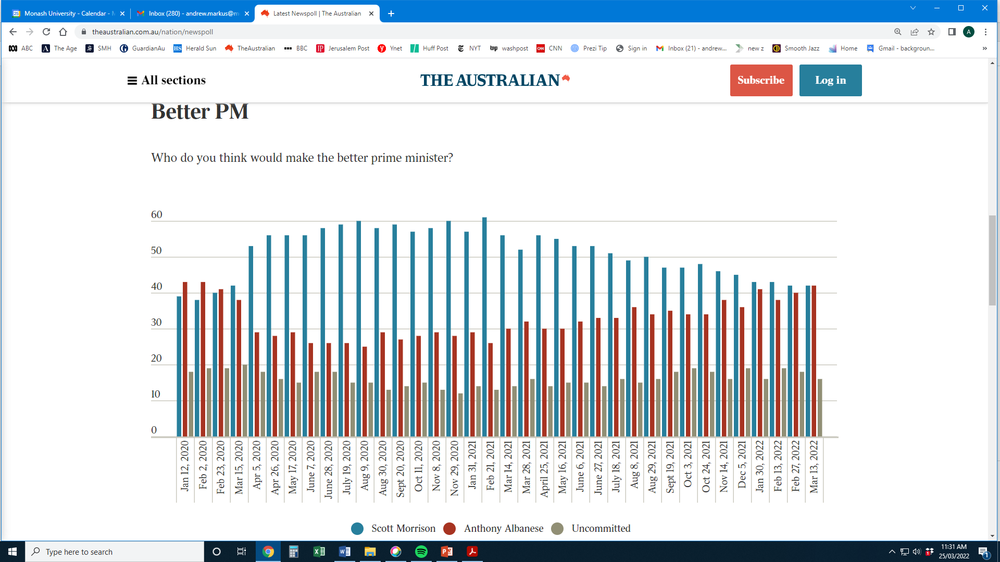 Monash University - Calendar -
Inbox (280) - andrew.markus@m
Latest Newspoll | The Australian
theaustralian.com.au/nation/newspoll
A
ABC
The Age
SMH
GuardianAu
Herald Sun
TheAustralian
BBC
Jerusalem Post
Ynet
Huff Post
NYT
washpost
CNN
Prezi Tip
Sign in
Inbox (21) - andrew...
new z
Smooth Jazz
Home
Gmail - backgroun...
»
All sections
THE AUSTRALIAN
Subscribe
Log in
Better PM
Who do you think would make the better prime minister?
60
50
40
30
20
10
0
Jan 12, 2020
Feb 2, 2020
Feb 23, 2020
Mar 15, 2020
Apr 5, 2020
Apr 26, 2020
May 17, 2020
June 7, 2020
June 28, 2020
July 19, 2020
Aug 9, 2020
Aug 30, 2020
Sept 20, 2020
Oct 11, 2020
Nov 8, 2020
Nov 29, 2020
Jan 31, 2021
Feb 21, 2021
Mar 14, 2021
Mar 28, 2021
April 25, 2021
May 16, 2021
June 6, 2021
June 27, 2021
July 18, 2021
Aug 8, 2021
Aug 29, 2021
Sept 19, 2021
Oct 3, 2021
Oct 24, 2021
Nov 14, 2021
Dec 5, 2021
Jan 30, 2022
Feb 13, 2022
Feb 27, 2022
Mar 13, 2022
Scott Morrison
Anthony Albanese
Uncommitted
Type here to search
11:31 AM
25/03/2022
1